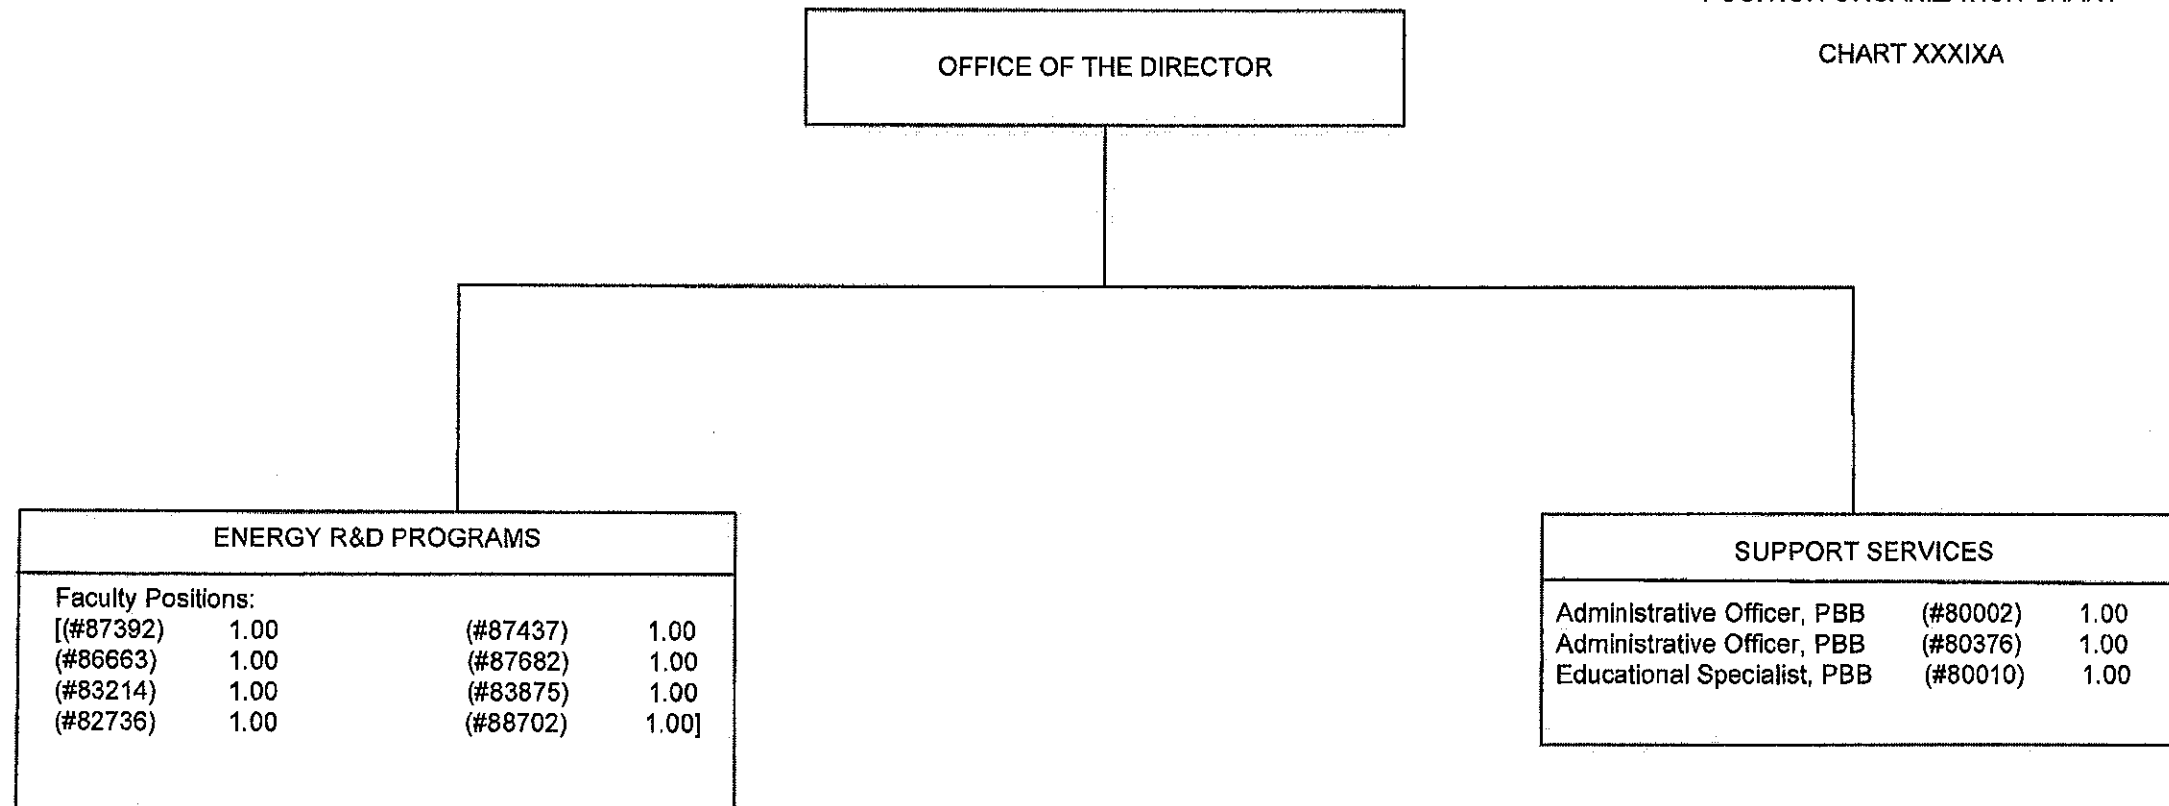 CHART XXXIXA
OFFICE OF THE DIRECTOR
ENERGY R&D PROGRAMS
Faculty Positions:
[(#87392) 1.00 (#87437) 1.00
(#86663) 1.00 (#87682) 1.00
(#83214) 1.00 (#83875) 1.00
(#82736) 1.00 (#88702) 1.00]
SUPPORT SERVICES
Administrative Officer, PBB (#80002) 1.00
Administrative Officer, PBB (#80376) 1.00
Educational Specialist, PBB (#80010) 1.00